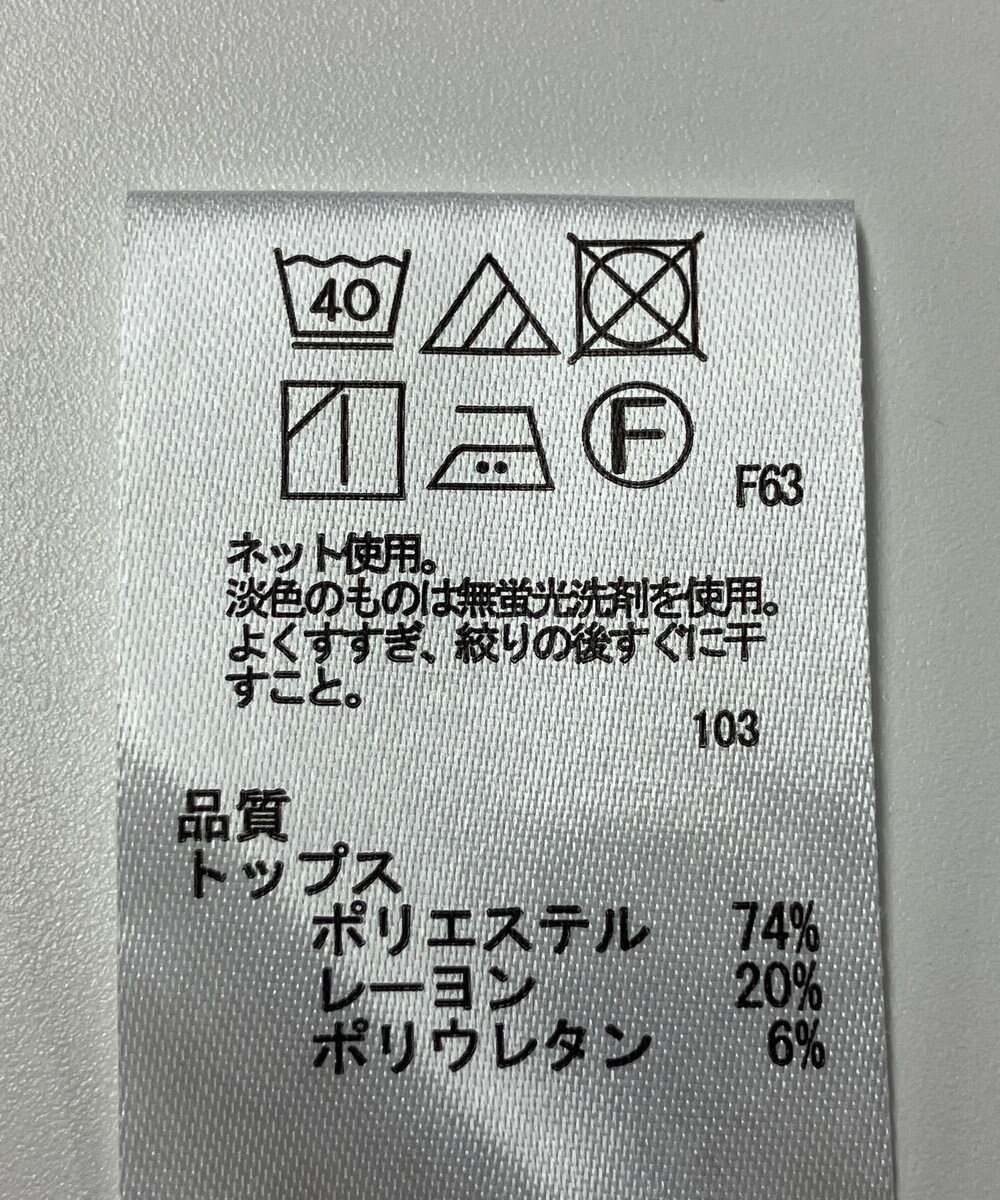 40
F
F63
ネット使用。
淡色のものは無蛍光洗剤を使用。
よくすすぎ、絞りの後すぐに干
すこと。
103
品質
トップス
ポリエステル 74%
レーヨン 20%
ポリウレタン 6%